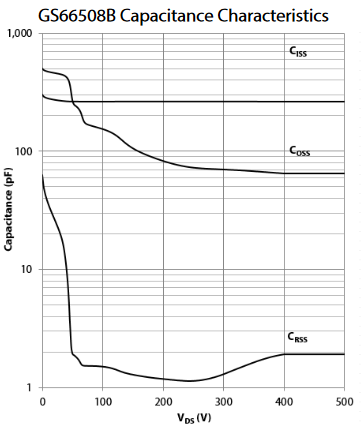 GS66508B Capacitance Characteristics
1,000
100
10
1
Capacitance (pF)
CISS
COSS
CRSS
0 100 200 300 400 500
VDS (V)